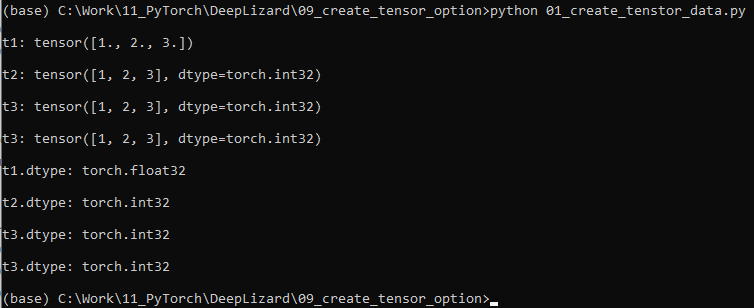 (base) C:\Work\11_PyTorch\DeepLizard\09_create_tensor_option>python 01_create_tenstor_data.py
t1: tensor([1., 2., 3.])
t2: tensor([1, 2, 3], dtype=torch.int32)
t3: tensor([1, 2, 3], dtype=torch.int32)
t3: tensor([1, 2, 3], dtype=torch.int32)
t1.dtype: torch.float32
t2.dtype: torch.int32
t3.dtype: torch.int32
t3.dtype: torch.int32
(base) C:\Work\11_PyTorch\DeepLizard\09_create_tensor_option>